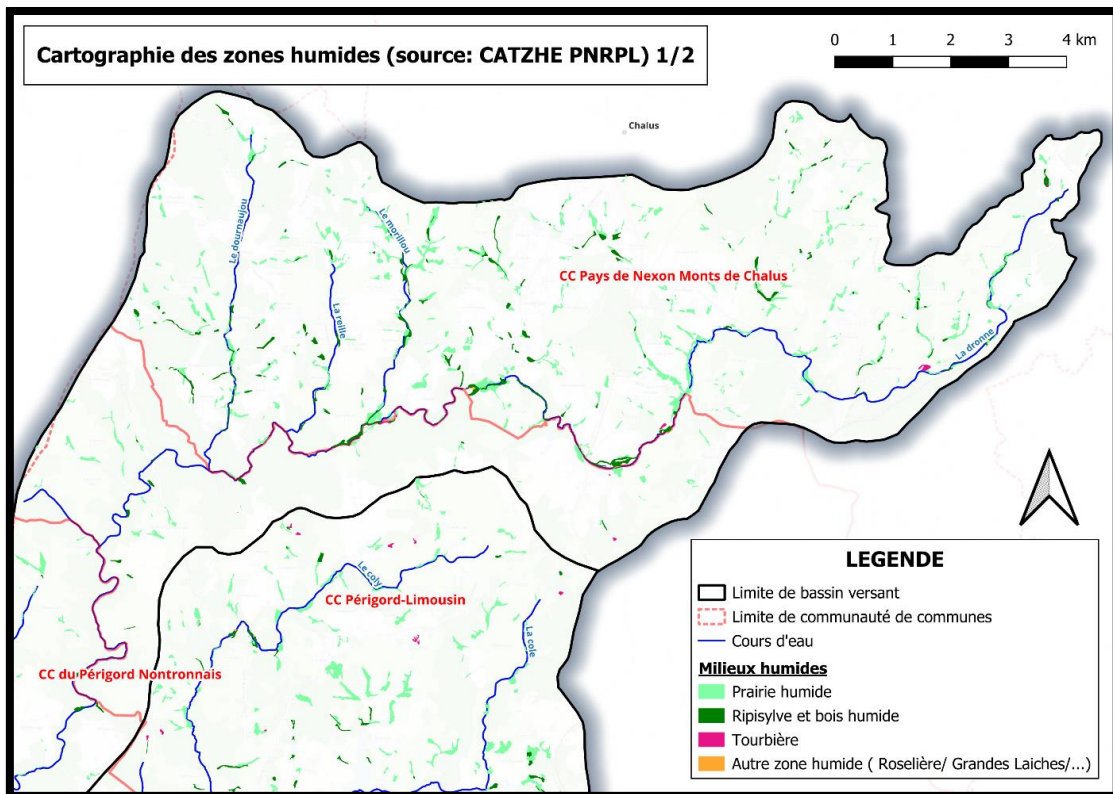 Cartographie des zones humides (source: CATZHE PNRPL) 1/2
0 1 2 3 4 km
Chalus
Le dournaujou
Le morillou
La reille
CC Pays de Nexon Monts de Chalus
La dronne
Le coly
CC Périgord-Limousin
La cole
CC du Périgord Nontronnais
LEGENDE
Limite de bassin versant
Limite de communauté de communes
Cours d'eau
Milieux humides
Prairie humide
Ripisylve et bois humide
Tourbière
Autre zone humide ( Roselière/ Grandes Laiches/...)